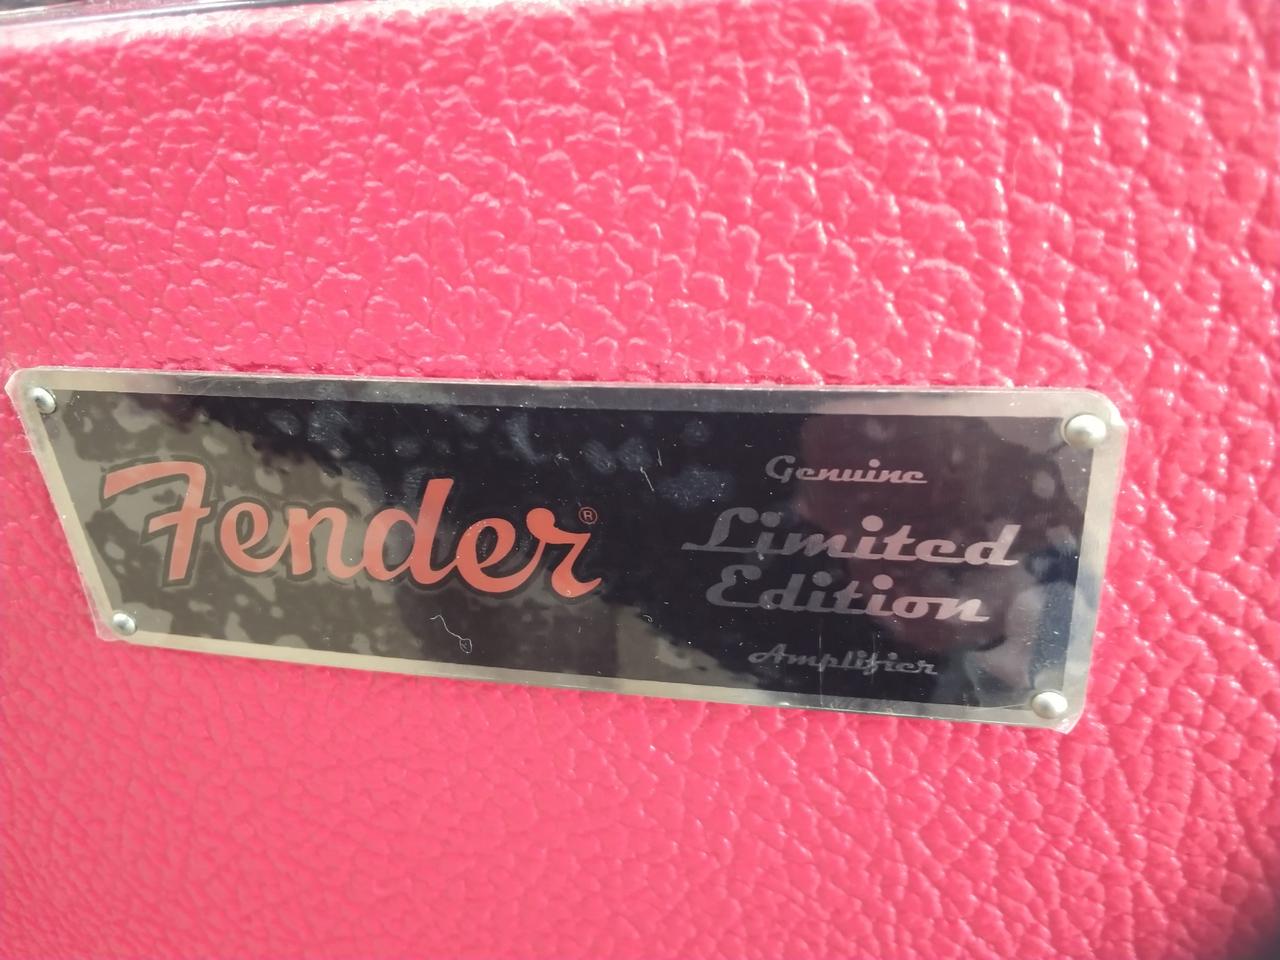 Fender®
Genuine
Limited
Edition
Amplifier